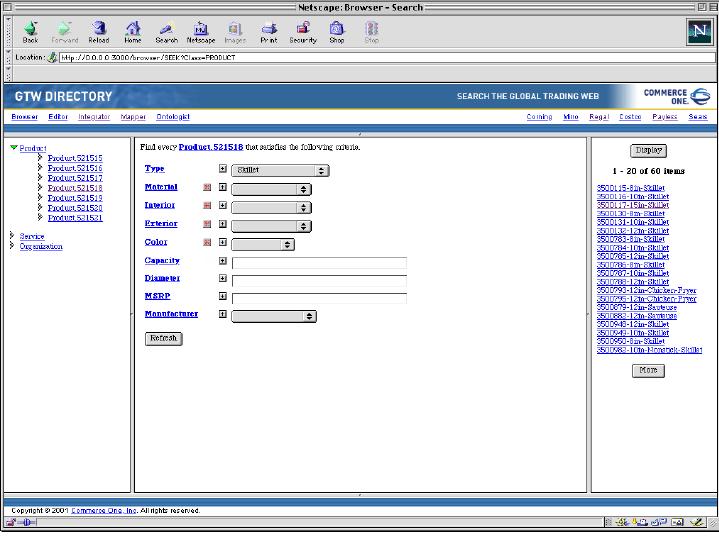 Netscape: Browser - Search
Back Forward Reload Home Search Netscape Images Print Security Shop Stop
Location: http://0.0.0.0:3000/browser/SEEK?Class=PRODUCT
GTW DIRECTORY SEARCH THE GLOBAL TRADING WEB COMMERCE ONE.
Browser Editor Integrator Mapper Ontologist Corning Miro Regal Costco Payless Sears
Product
Product.521515
Product.521516
Product.521517
Product.521518
Product.521519
Product.521520
Product.521521
Service
Organization
Find every Product.521518 that satisfies the following criteria.
Type Skillet
Material
Interior
Exterior
Color
Capacity
Diameter
MSRP
Manufacturer
Refresh
Display
1 - 20 of 60 items
3500115-8in-Skillet
3500116-10in-Skillet
3500117-15in-Skillet
3500130-8in-Skillet
3500131-10in-Skillet
3500132-12in-Skillet
3500783-8in-Skillet
3500784-10in-Skillet
3500785-12in-Skillet
3500786-8in-Skillet
3500787-10in-Skillet
3500788-12in-Skillet
3500793-12in-Chicken-Fryer
3500795-12in-Chicken-Fryer
3500879-12in-Sauteuse
3500882-12in-Sauteuse
3500948-12in-Skillet
3500949-10in-Skillet
3500950-8in-Skillet
3500982-10in-Nonstick-Skillet
More
Copyright © 2001 Commerce One, Inc. All rights reserved.